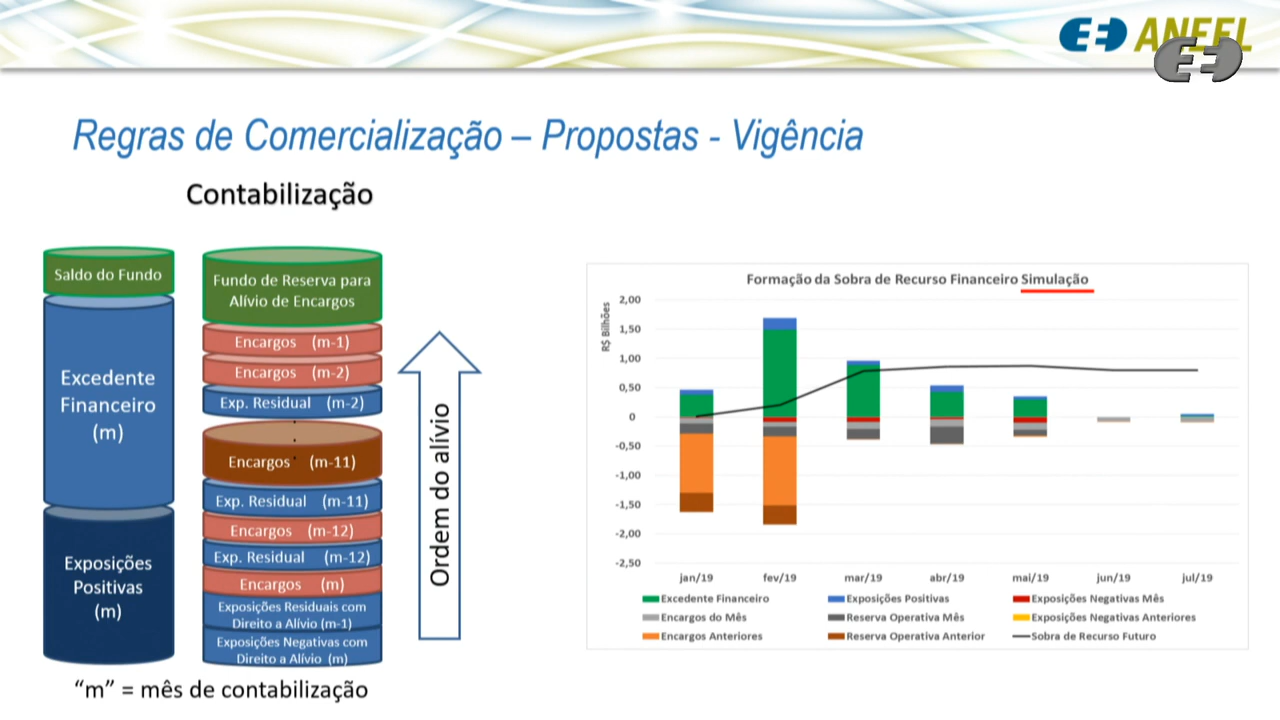 ANEEL
Regras de Comercialização – Propostas - Vigência
Contabilização
Saldo do Fundo
Excedente
Financeiro
(m)
Exposições
Positivas
(m)
Fundo de Reserva para
Alívio de Encargos
Encargos (m-1)
Encargos (m-2)
Exp. Residual (m-2)
Encargos (m-11)
Exp. Residual (m-11)
Encargos (m-12)
Exp. Residual (m-12)
Encargos (m)
Exposições Residuais com
Direito a Alívio (m-1)
Exposições Negativas com
Direito a Alívio (m)
Ordem do alívio
“m” = mês de contabilização
Formação da Sobra de Recurso Financeiro Simulação
R$ Bilhões
2,00
1,50
1,00
0,50
0
-0,50
-1,00
-1,50
-2,00
-2,50
jan/19 fev/19 mar/19 abr/19 mai/19 jun/19 jul/19
Excedente Financeiro Exposições Positivas Exposições Negativas Mês
Encargos do Mês Reserva Operativa Mês Exposições Negativas Anteriores
Encargos Anteriores Reserva Operativa Anterior Sobra de Recurso Futuro